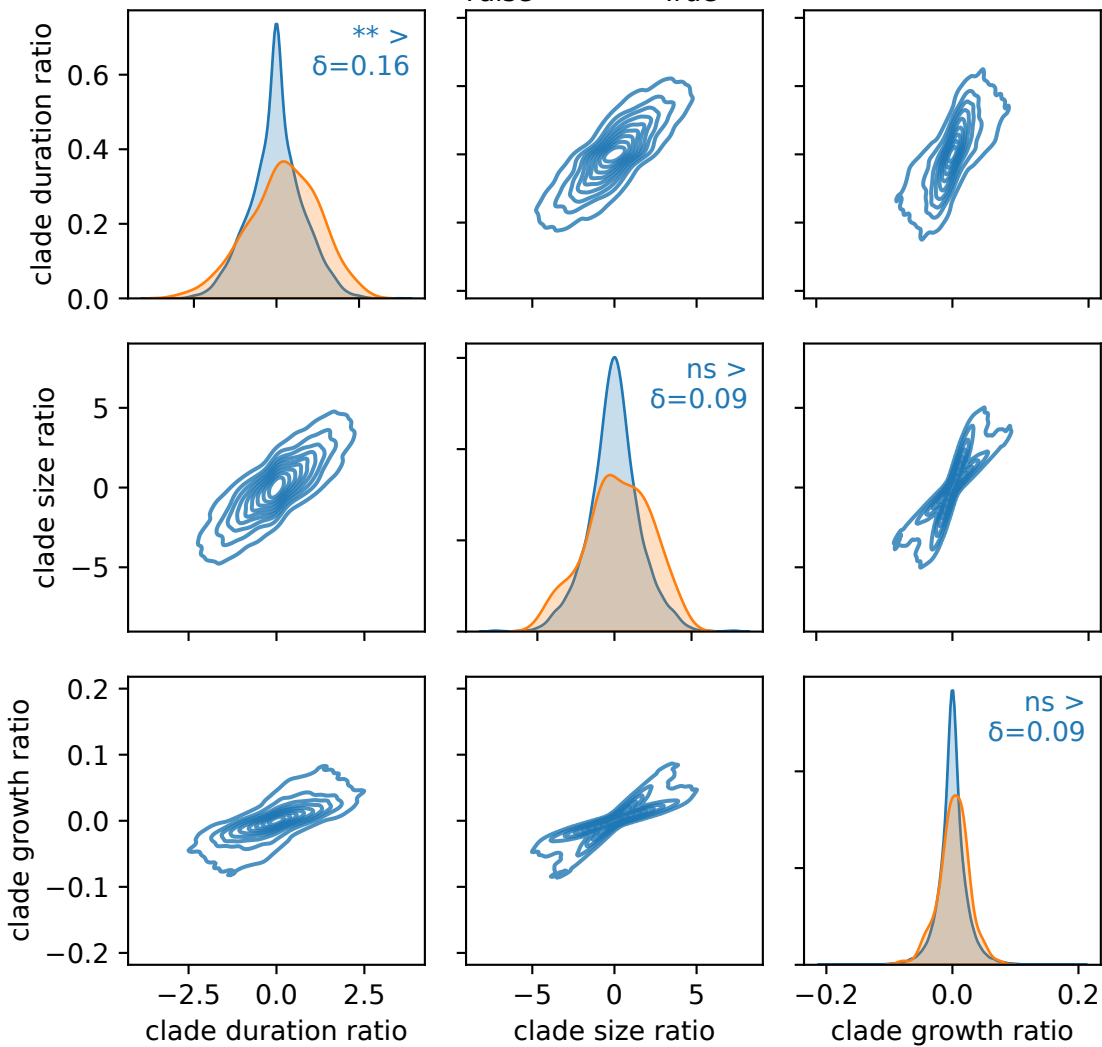 clade duration ratio
0.6
0.4
0.2
0.0
** >
δ=0.16
clade size ratio
5
0
−5
ns >
δ=0.09
clade growth ratio
0.2
0.1
0.0
−0.1
−0.2
ns >
δ=0.09
−2.5 0.0 2.5
clade duration ratio
−5 0 5
clade size ratio
−0.2 0.0 0.2
clade growth ratio